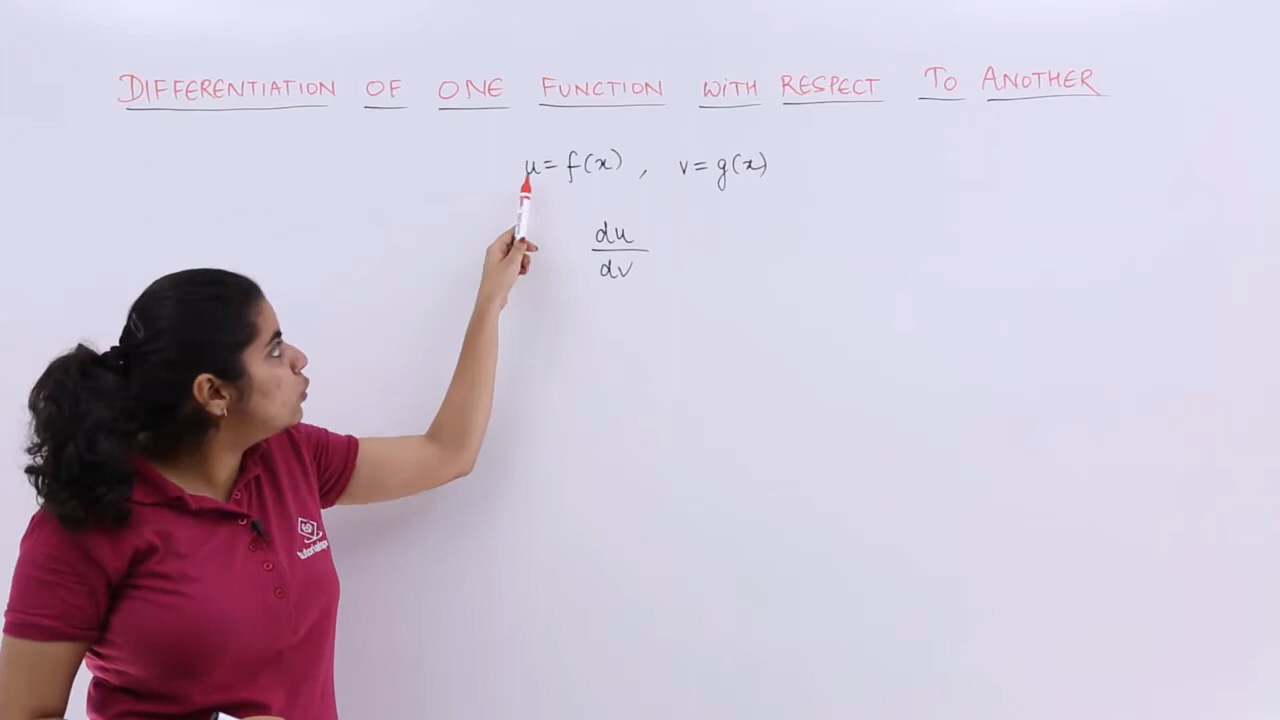 DIFFERENTIATION OF ONE FUNCTION WITH RESPECT TO ANOTHER
u = f(x) , v = g(x)
du
dv